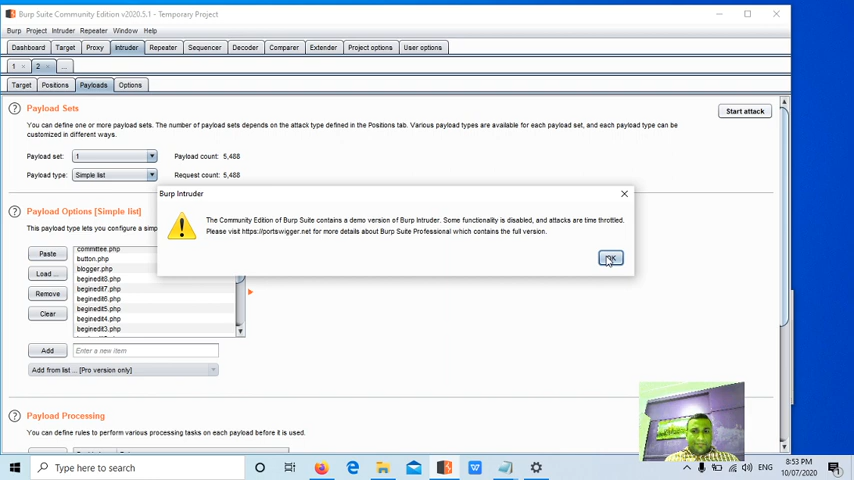 Burp Suite Community Edition v2020.5.1 - Temporary Project
Burp Project Intruder Repeater Window Help
Dashboard Target Proxy Intruder Repeater Sequencer Decoder Comparer Extender Project options User options
1 × 2 × ...
Target Positions Payloads Options
? Payload Sets
Start attack
You can define one or more payload sets. The number of payload sets depends on the attack type defined in the Positions tab. Various payload types are available for each payload set, and each payload type can be
customized in different ways.
Payload set: 1 Payload count: 5,488
Payload type: Simple list Request count: 5,488
Burp Intruder
? Payload Options [Simple list]
The Community Edition of Burp Suite contains a demo version of Burp Intruder. Some functionality is disabled, and attacks are time throttled.
Please visit https://portswigger.net for more details about Burp Suite Professional which contains the full version.
OK
This payload type lets you configure a
Paste
Load ...
Remove
Clear
committee.php
button.php
blogger.php
beginedit8.php
beginedit7.php
beginedit6.php
beginedit5.php
beginedit4.php
beginedit3.php
Add Enter a new item
Add from list ... [Pro version only]
? Payload Processing
You can define rules to perform various processing tasks on each payload before it is used.
Type here to search
ENG
8:53 PM
10/07/2020
1